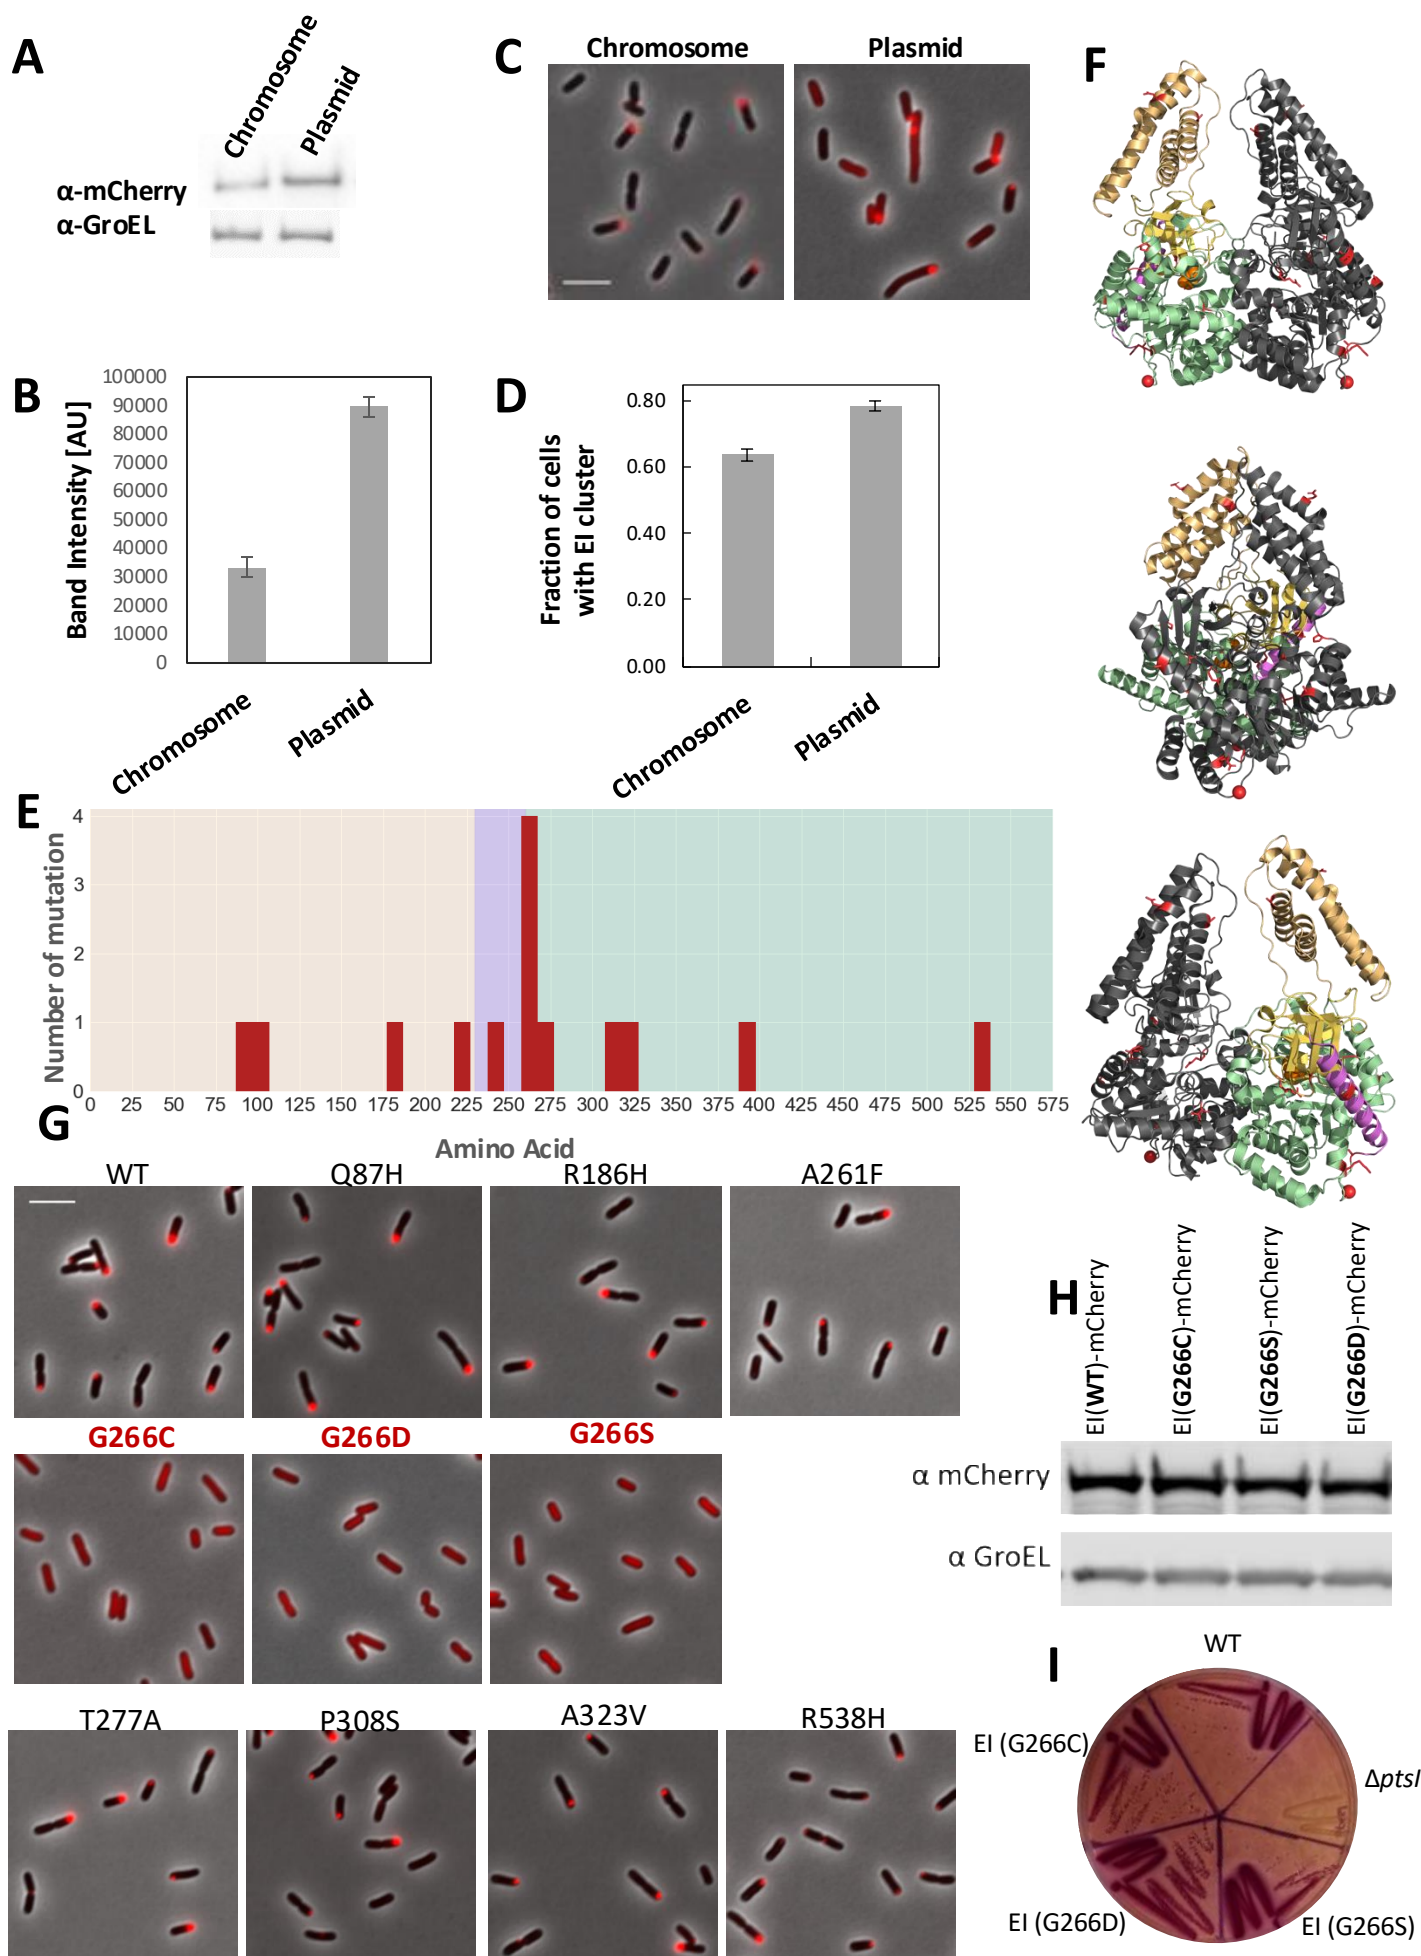 A
Chromosome
Plasmid
α-mCherry
α-GroEL
B
Band Intensity [AU]
100000
90000
80000
70000
60000
50000
40000
30000
20000
10000
0
Chromosome
Plasmid
C
Chromosome
Plasmid
D
Fraction of cells
with EI cluster
0.80
0.60
0.40
0.20
0.00
Chromosome
Plasmid
E
Number of mutation
4
3
2
1
0
0 25 50 75 100 125 150 175 200 225 250 275 300 325 350 375 400 425 450 475 500 525 550 575
Amino Acid
F
G
WT
Q87H
R186H
A261F
G266C
G266D
G266S
T277A
P308S
A323V
R538H
H
EI(WT)-mCherry
EI(G266C)-mCherry
EI(G266S)-mCherry
EI(G266D)-mCherry
α mCherry
α GroEL
I
WT
EI (G266C)
ΔptsI
EI (G266D)
EI (G266S)